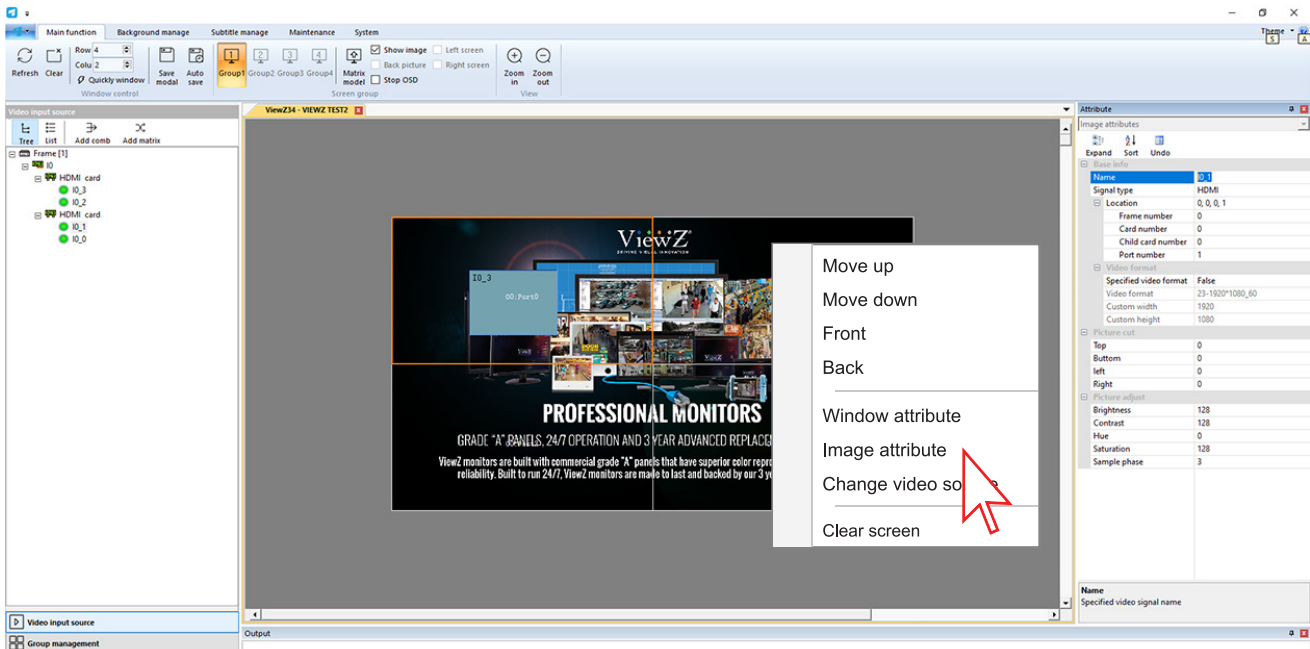 Main function Background manage Subtitle manage Maintenance System
Theme
S A
Refresh Clear
Row 4
Colu 2
Quickly window
Window control
Save modal
Auto save
1 2 3 4
Group1 Group2 Group3 Group4
Matrix model
Show image Left screen
Back picture Right screen
Stop OSD
Screen group
Zoom in
Zoom out
View
Video input source
Tree List Add comb Add matrix
Frame [1]
I0
HDMI card
I0_3
I0_2
HDMI card
I0_1
I0_0
Video input source
Group management
ViewZ34 - VIEWZ TEST2
ViewZ
DRIVING VISUAL INNOVATION
I0_3
00:Port0
ViewZ
ViewZ
PROFESSIONAL MONITORS
GRADE "A" PANELS, 24/7 OPERATION AND 3 YEAR ADVANCED
ViewZ monitors are built with commercial grade "A" panels that have superior color
reliability. Built to run 24/7, ViewZ monitors are made to last and backed by our 3
Move up
Move down
Front
Back
Window attribute
Image attribute
Change video
Clear screen
Output
Attribute
Image attributes
Expand Sort Undo
Base info
Name I0_1
Signal type HDMI
Location 0, 0, 0, 1
Frame number 0
Card number 0
Child card number 0
Port number 1
Video format
Specified video format False
Video format 23-1920*1080_60
Custom width 1920
Custom height 1080
Picture cut
Top 0
Buttom 0
left 0
Right 0
Picture adjust
Brightness 128
Contrast 128
Hue 0
Saturation 128
Sample phase 3
Name
Specified video signal name